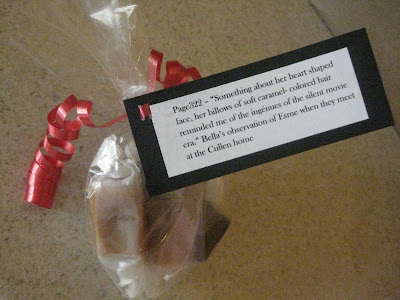 Page322 – "Something about her heart shaped
face, her billows of soft caramel- colored hair
reminded me of the ingénues of the silent movie
era." Bella's observation of Esme when they meet
at the Cullen home